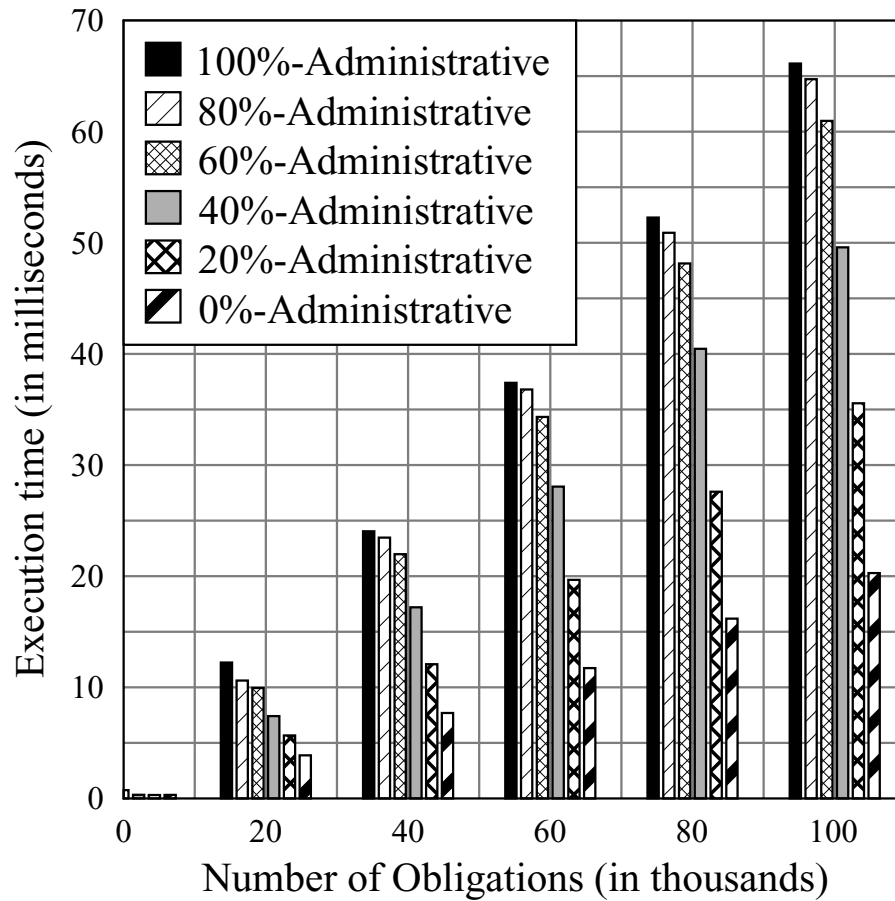 70
60
50
40
30
20
10
0
Execution time (in milliseconds)
100%-Administrative
80%-Administrative
60%-Administrative
40%-Administrative
20%-Administrative
0%-Administrative
0 20 40 60 80 100
Number of Obligations (in thousands)